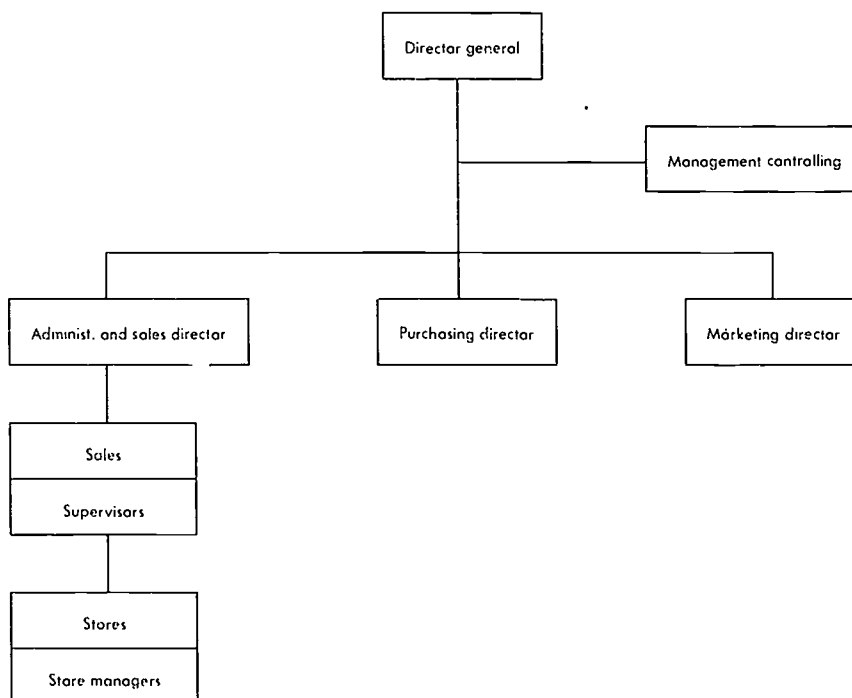 Director general
Management controlling
Administ. and sales director
Purchasing director
Marketing director
Sales
Supervisors
Stores
Store managers